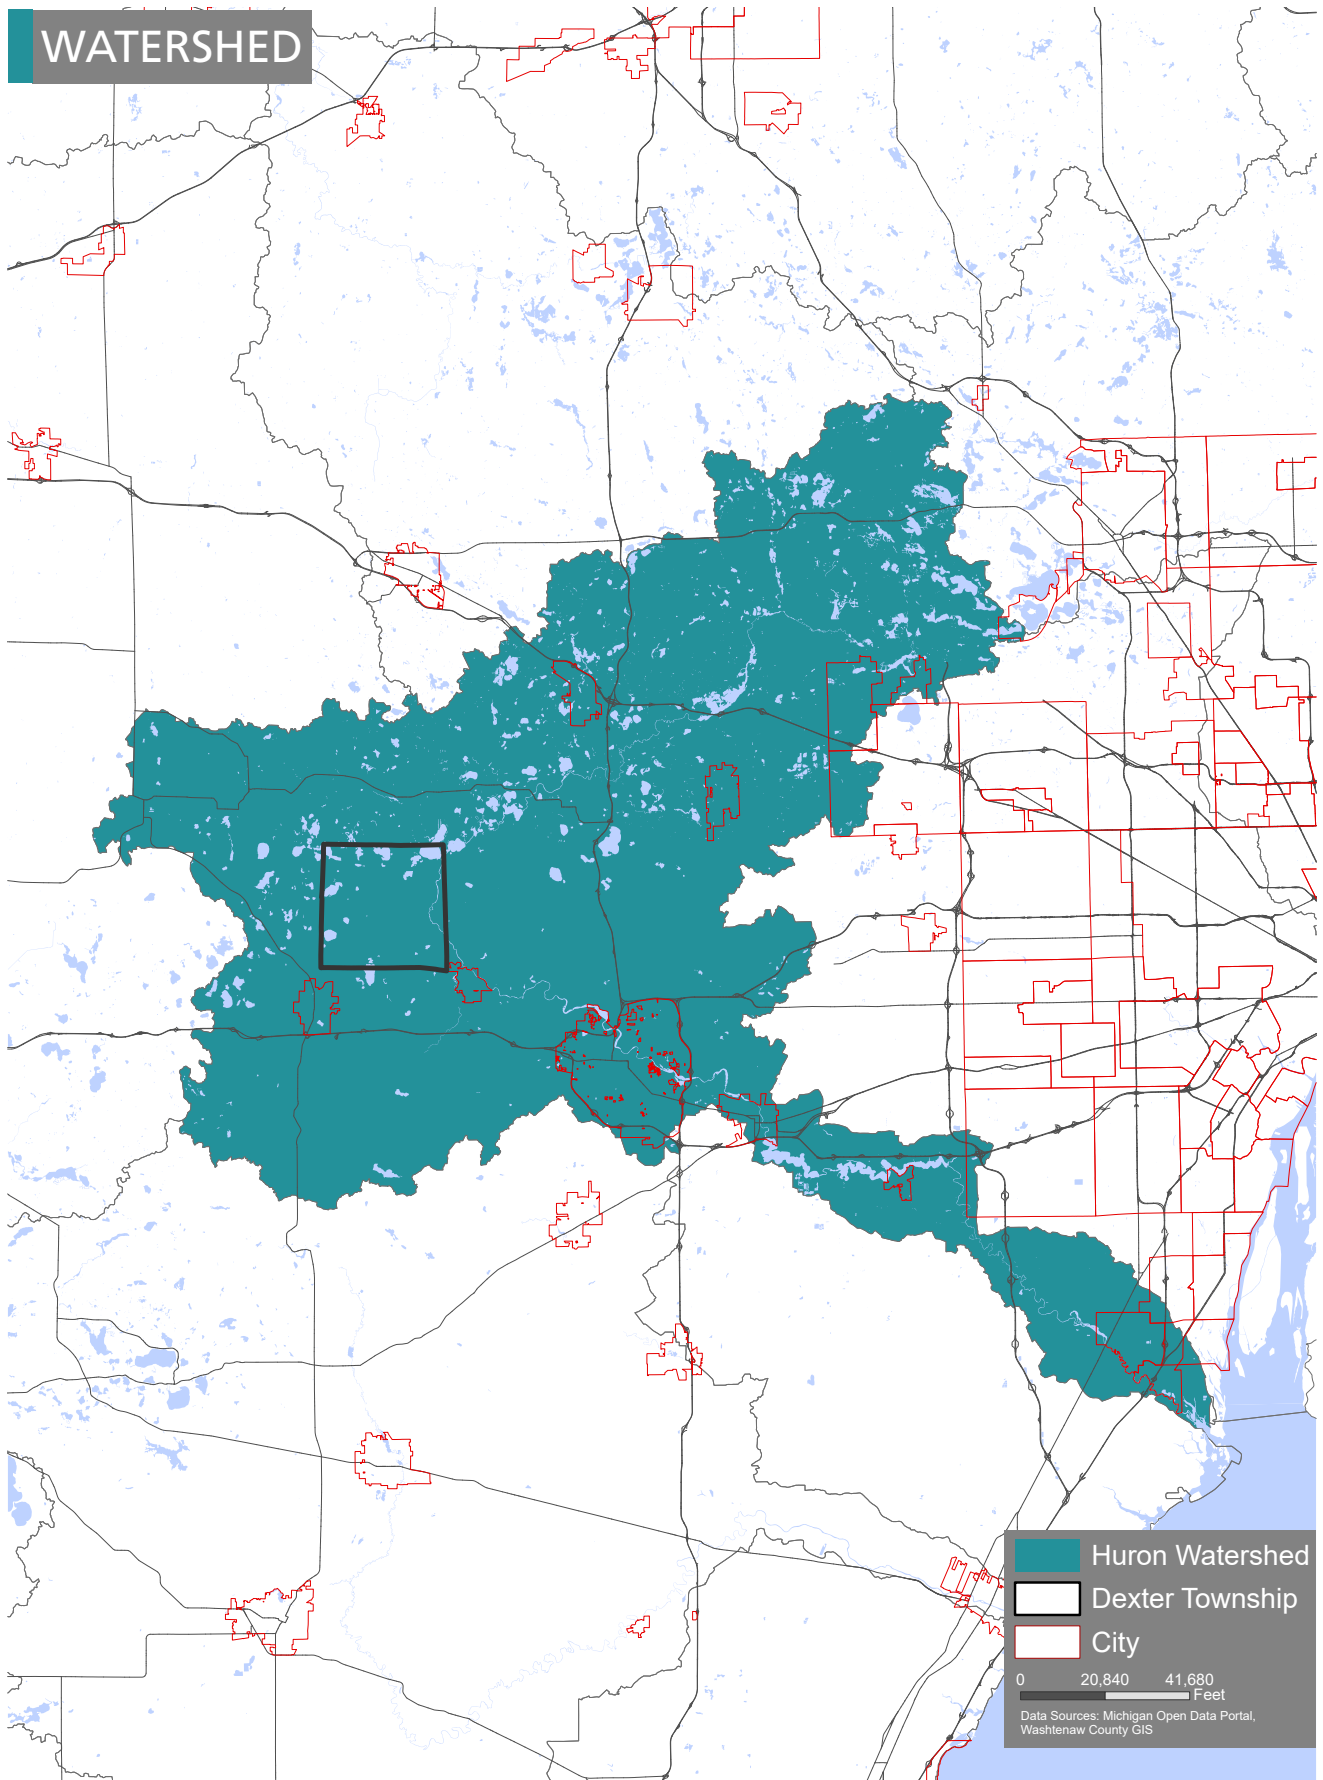 WATERSHED
Huron Watershed
Dexter Township
City
0 20,840 41,680
Feet
Data Sources: Michigan Open Data Portal,
Washtenaw County GIS